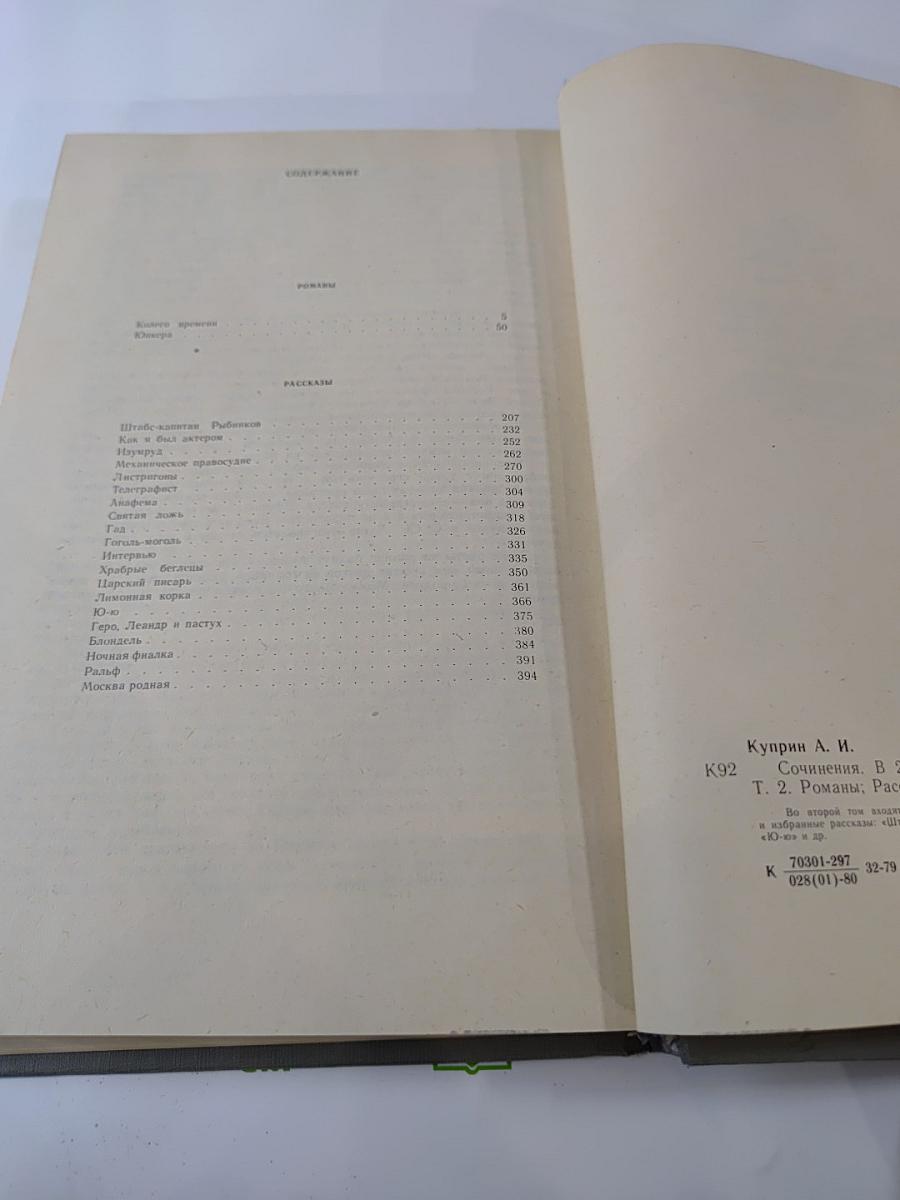 СОДЕРЖАНИЕ
РОМАНЫ
Колесо времени . . . 5
Юнкера . . . 50
РАССКАЗЫ
Штабс-капитан Рыбников . . . 207
Как я был актером . . . 232
Изумруд . . . 252
Механическое правосудие . . . 262
Листригоны . . . 270
Телеграфист . . . 300
Анафема . . . 304
Святая ложь . . . 309
Гад . . . 318
Гоголь-моголь . . . 326
Интервью . . . 331
Храбрые беглецы . . . 335
Царский писарь . . . 350
Лимонная корка . . . 361
Ю-ю . . . 366
Геро, Леандр и пастух . . . 375
Блондель . . . 380
Ночная фиалка . . . 384
Ральф . . . 391
Москва родная . . . 394
Куприн А. И.
К92 Сочинения. В 2
Т. 2. Романы; Расс
Во второй том входят
и избранные рассказы: «Шт
«Ю-ю» и др.
К 70301-297 32-79
028(01)-80